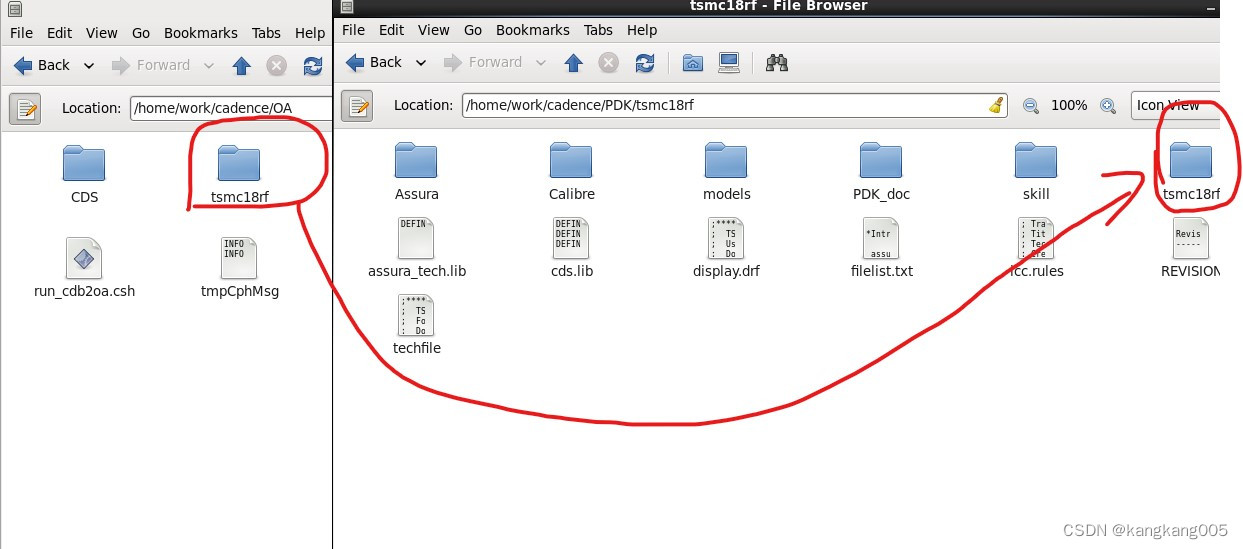 tsmc18rf - File Browser
File Edit View Go Bookmarks Tabs Help
File Edit View Go Bookmarks Tabs Help
Back Forward
Back Forward
Location: /home/work/cadence/OA
Location: /home/work/cadence/PDK/tsmc18rf 100% Icon View
CDS tsmc18rf
INFO
INFO
run_cdb2oa.csh tmpCphMsg
Assura Calibre models PDK_doc skill tsmc18rf
DEFIN
assura_tech.lib
DEFIN
DEFIN
DEFIN
cds.lib
;****
; TS
; Us
; Do
display.drf
*Intr
assu
filelist.txt
; Tra
; Tit
; Tec
; Cre
lcc.rules
Revis
-----
REVISION
;****
; TS
; Fo
; Do
techfile
CSDN @kangkang005